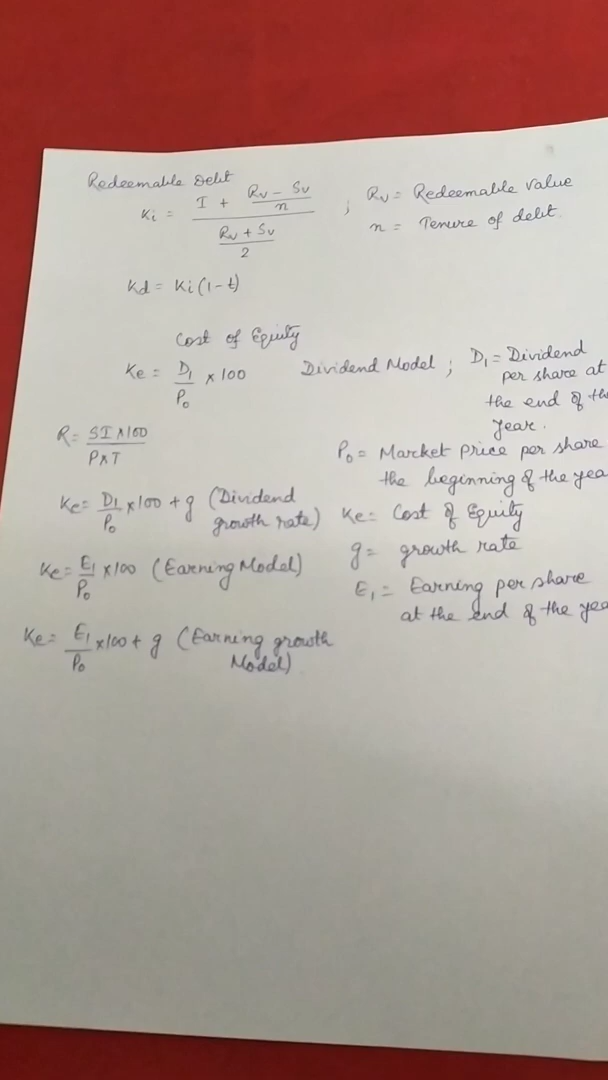 Redeemable Debt
Ki = (I + (RV - SV)/n) / ((RV + SV)/2) ; RV = Redeemable Value
n = Tenure of debt.
Kd = Ki(1-t)
Cost of Equity
Ke = D1/P0 × 100 Dividend Model ; D1 = Dividend
per share at
the end of the
Year.
R = SI×100/P×T
P0 = Market price per share
the beginning of the yea
Ke = D1/P0 ×100 + g (Dividend
growth rate)
Ke = Cost of Equity
g = growth rate
Ke = E1/P0 ×100 (Earning Model)
E1 = Earning per share
at the end of the yea
Ke = E1/P0 ×100 + g (Earning growth
Model)